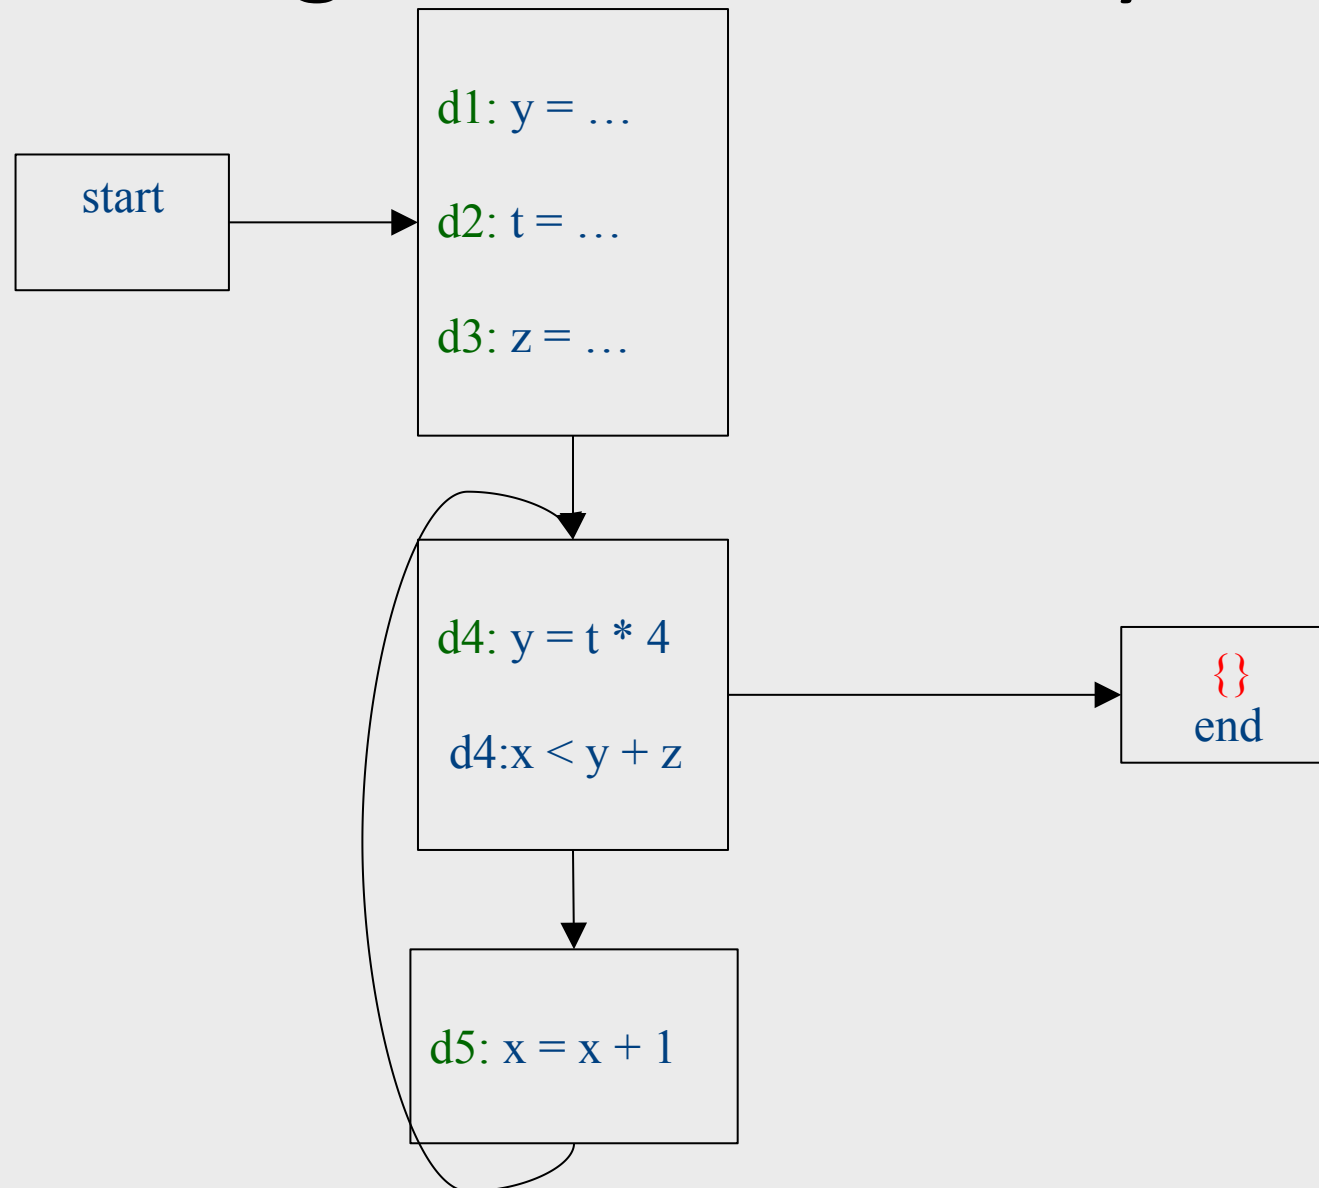 start
d1: y = …
d2: t = …
d3: z = …
d4: y = t * 4
d4:x < y + z
{}
end
d5: x = x + 1